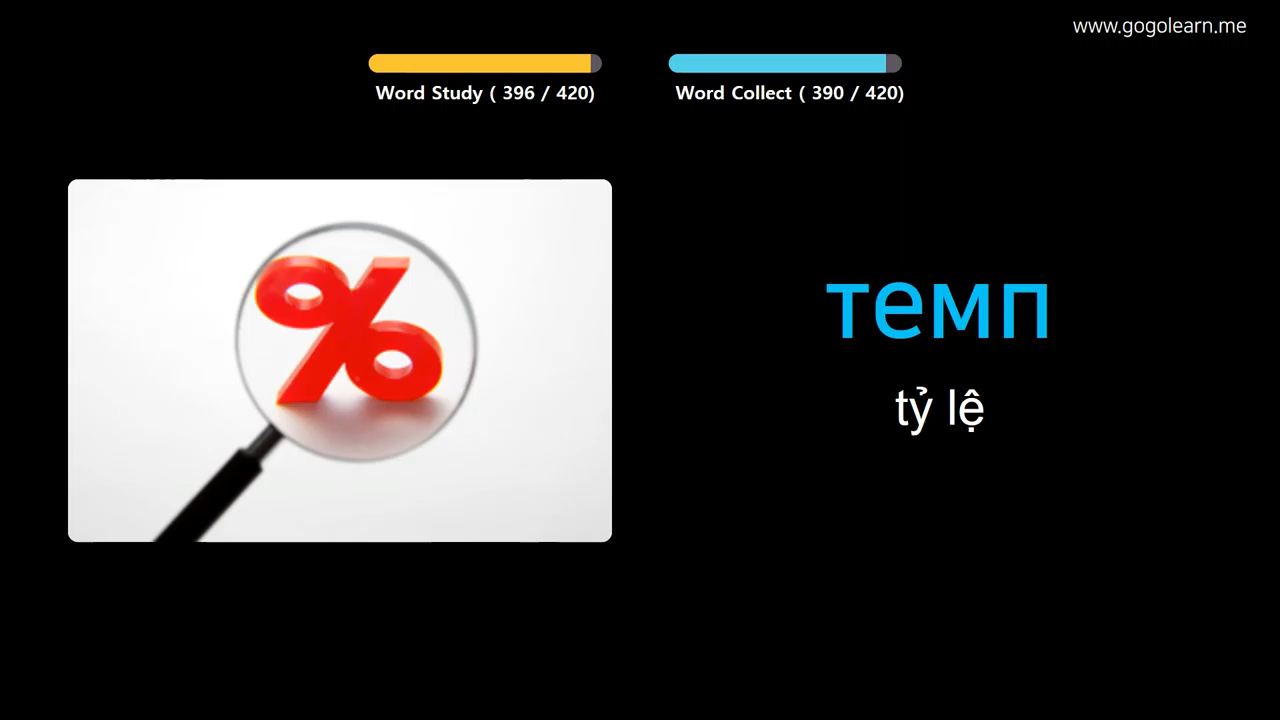 www.gogolearn.me
Word Study ( 396 / 420)
Word Collect ( 390 / 420)
%
темп
tỷ lệ